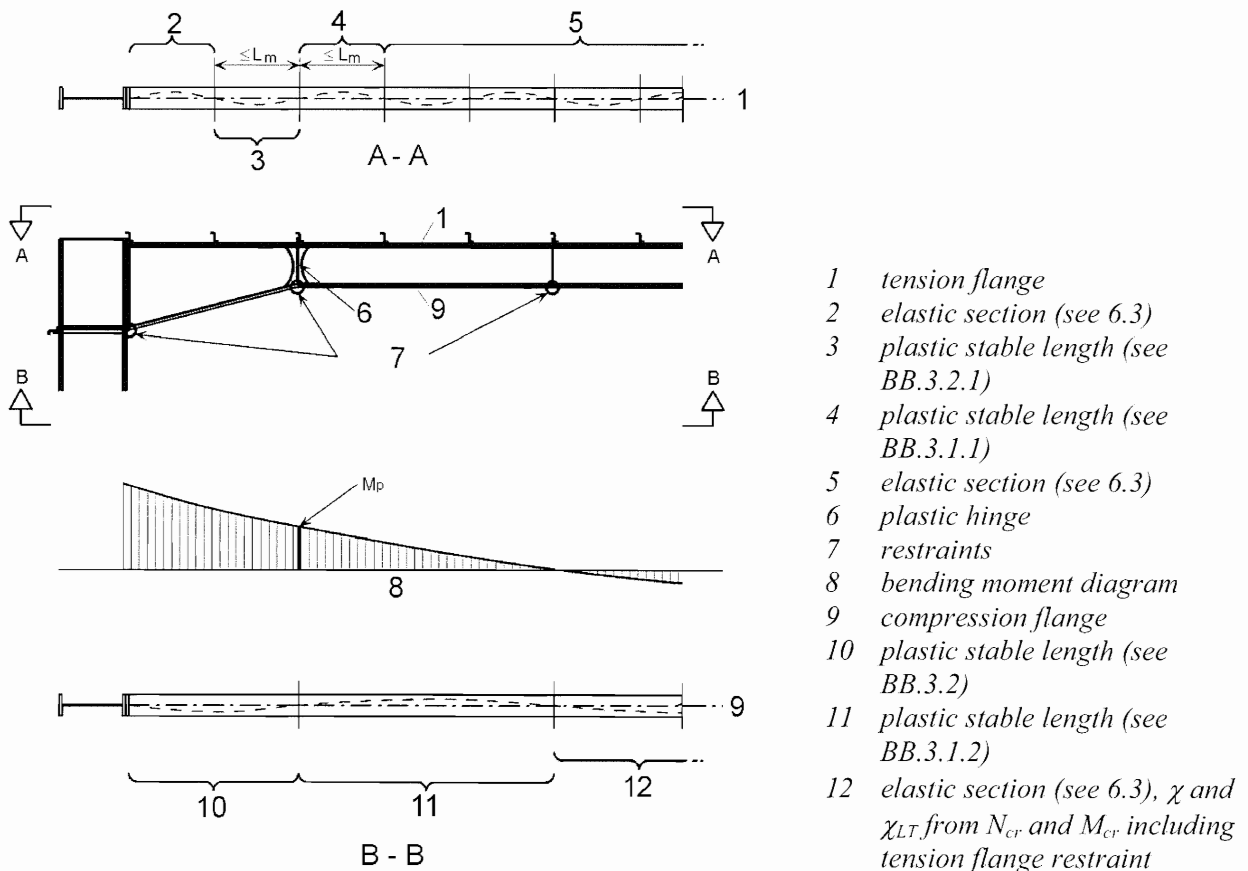 2
4
5
≤Lm
≤Lm
1
3
A - A
1
A
A
6
9
7
B
B
Mp
8
9
10
11
12
B - B
1 tension flange
2 elastic section (see 6.3)
3 plastic stable length (see
BB.3.2.1)
4 plastic stable length (see
BB.3.1.1)
5 elastic section (see 6.3)
6 plastic hinge
7 restraints
8 bending moment diagram
9 compression flange
10 plastic stable length (see
BB.3.2)
11 plastic stable length (see
BB.3.1.2)
12 elastic section (see 6.3), χ and
χLT from Ncr and Mcr including
tension flange restraint